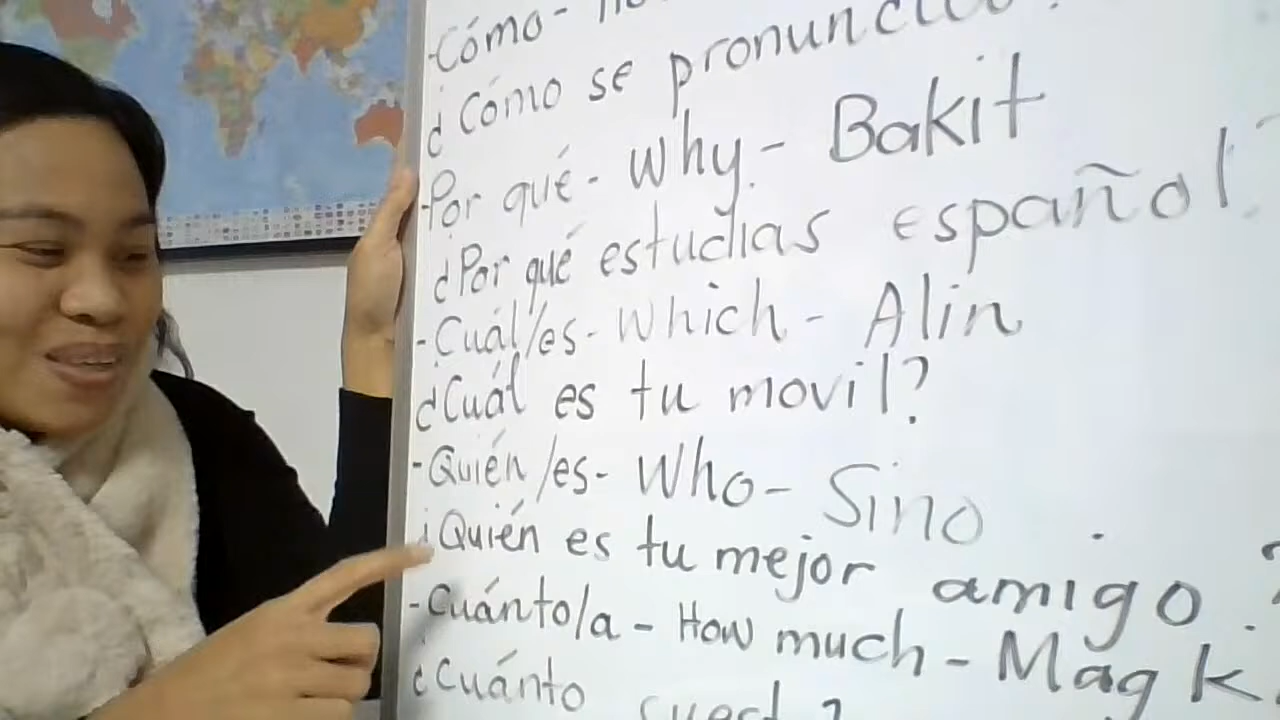 -Cómo-
¿Cómo se pronuncia?
-Por qué- Why- Bakit
¿Por qué estudias español?
-Cuál/es- Which- Alin
¿Cuál es tu movil?
-Quién/es- Who- Sino
¿Quién es tu mejor amigo?
-Cuánto/a- How much- Mag
¿Cuánto